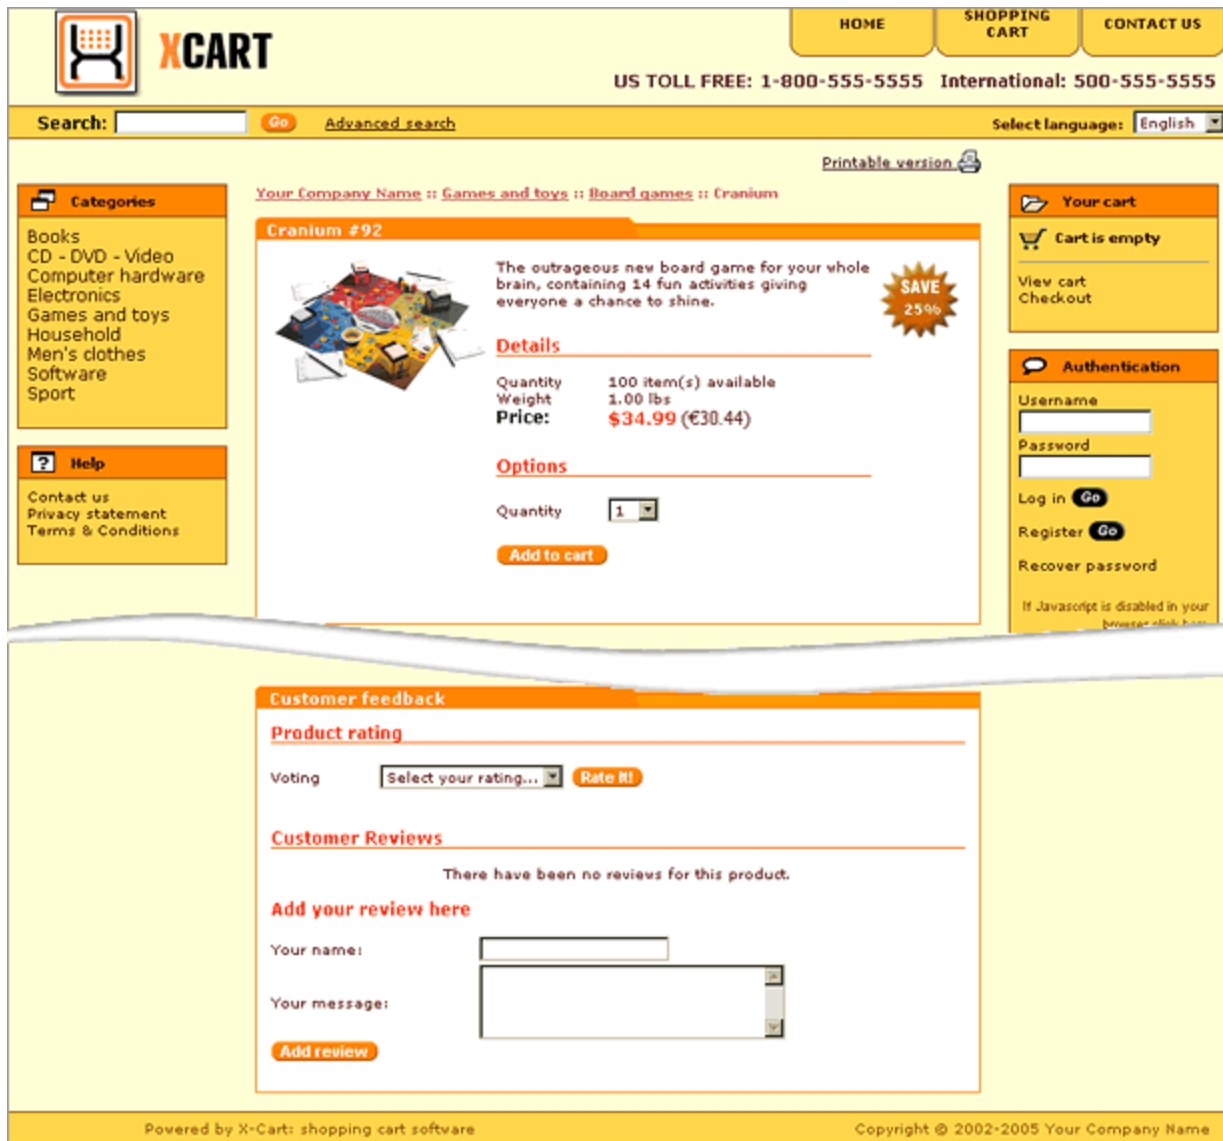 XCART
HOME
SHOPPING
CART
CONTACT US
US TOLL FREE: 1-800-555-5555 International: 500-555-5555
Search:
Go
Advanced search
Select language:
English
Printable version
Categories
Books
CD - DVD - Video
Computer hardware
Electronics
Games and toys
Household
Men's clothes
Software
Sport
Help
Contact us
Privacy statement
Terms & Conditions
Your Company Name :: Games and toys :: Board games :: Cranium
Cranium #92
The outrageous new board game for your whole
brain, containing 14 fun activities giving
everyone a chance to shine.
SAVE
25%
Details
Quantity 100 item(s) available
Weight 1.00 lbs
Price: $34.99 (€30.44)
Options
Quantity 1
Add to cart
Your cart
Cart is empty
View cart
Checkout
Authentication
Username
Password
Log in Go
Register Go
Recover password
If Javascript is disabled in your
browser click here
Customer feedback
Product rating
Voting Select your rating... Rate It!
Customer Reviews
There have been no reviews for this product.
Add your review here
Your name:
Your message:
Add review
Powered by X-Cart: shopping cart software
Copyright © 2002-2005 Your Company Name